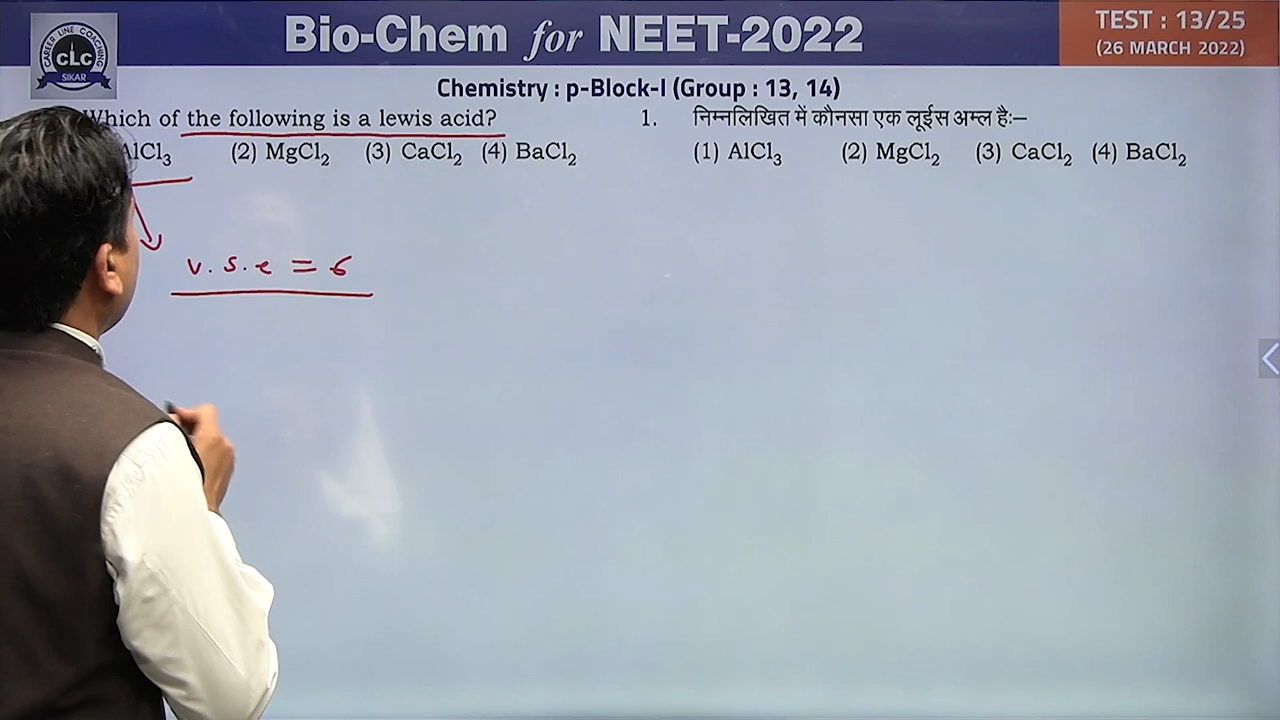 CAREER LINE COACHING
CLC
SIKAR
Bio-Chem for NEET-2022
TEST : 13/25
(26 MARCH 2022)
Chemistry : p-Block-I (Group : 13, 14)
Which of the following is a lewis acid?
AlCl₃ (2) MgCl₂ (3) CaCl₂ (4) BaCl₂
v.s.e = 6
1. निम्नलिखित में कौनसा एक लूईस अम्ल है:–
(1) AlCl₃ (2) MgCl₂ (3) CaCl₂ (4) BaCl₂